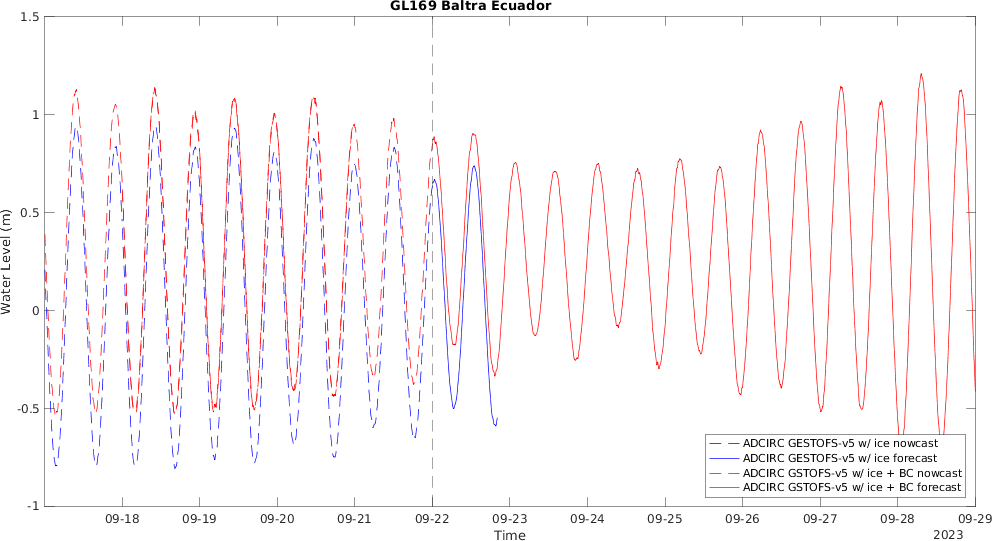 GL169 Baltra Ecuador
1.5
1
0.5
0
-0.5
-1
Water Level (m)
ADCIRC GESTOFS-v5 w/ ice nowcast
ADCIRC GESTOFS-v5 w/ ice forecast
ADCIRC GSTOFS-v5 w/ ice + BC nowcast
ADCIRC GSTOFS-v5 w/ ice + BC forecast
09-18 09-19 09-20 09-21 09-22 09-23 09-24 09-25 09-26 09-27 09-28 09-29
Time
2023